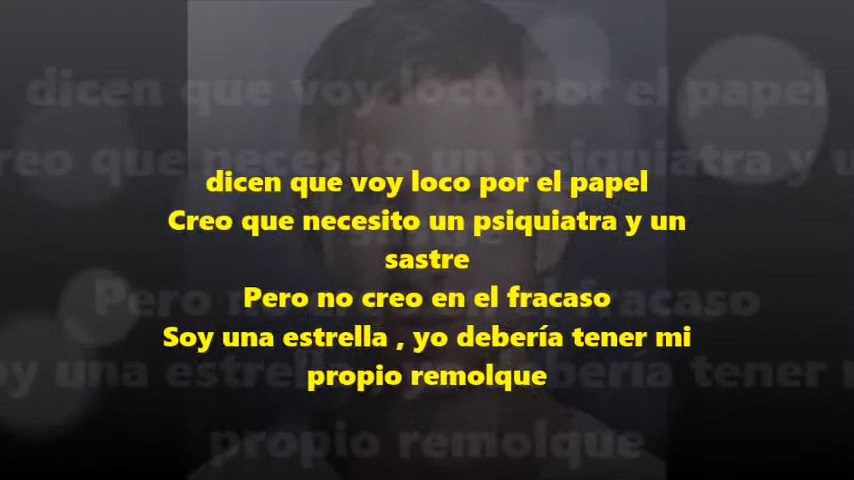 dicen que voy loco por el papel
Creo que necesito un psiquiatra y un
sastre
Pero no creo en el fracaso
Soy una estrella , yo debería tener mi
propio remolque